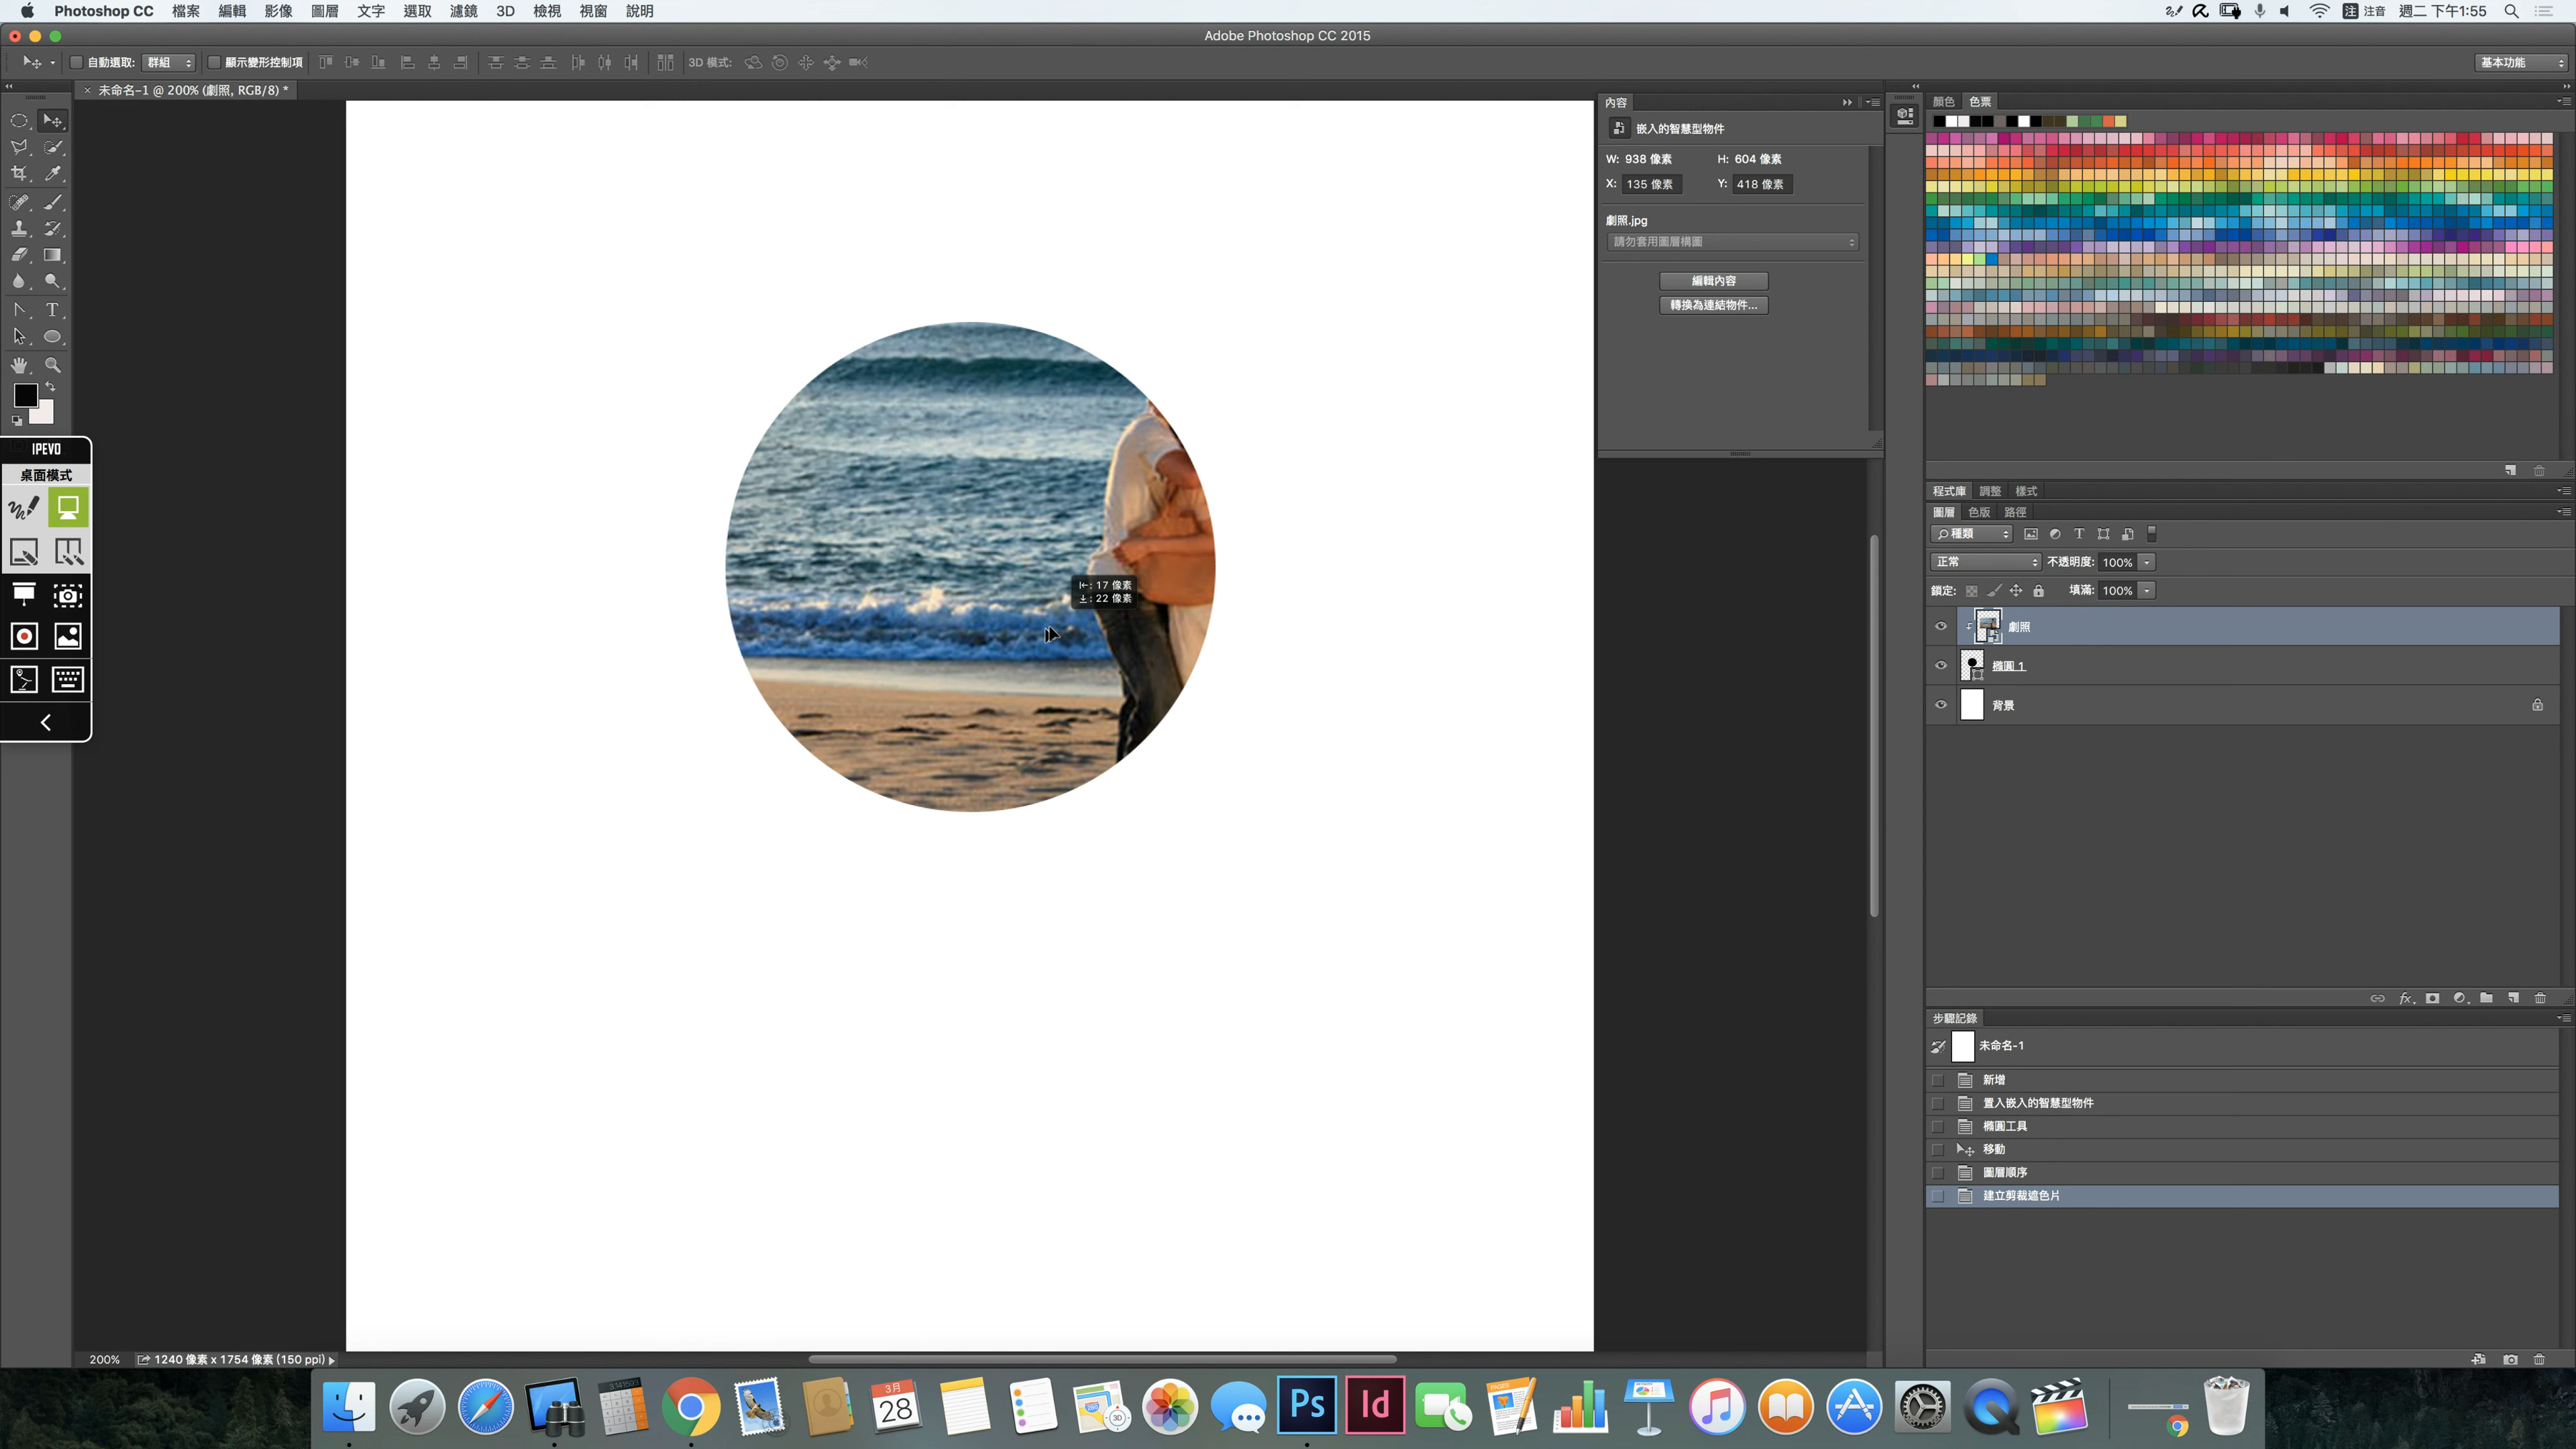 Photoshop CC 檔案 編輯 影像 圖層 文字 選取 濾鏡 3D 檢視 視窗 說明
注 注音 週二 下午1:55
Adobe Photoshop CC 2015
自動選取: 群組 顯示變形控制項 3D 模式: 基本功能
× 未命名-1 @ 200% (劇照, RGB/8) *
內容
嵌入的智慧型物件
W: 938 像素 H: 604 像素
X: 135 像素 Y: 418 像素
劇照.jpg
請勿套用圖層構圖
編輯內容
轉換為連結物件...
顏色 色票
IPEVO
桌面模式
17 像素
22 像素
程式庫 調整 樣式
圖層 色版 路徑
種類 T
正常 不透明度: 100%
鎖定: 填滿: 100%
劇照
橢圓 1
背景
fx
步驟記錄
未命名-1
新增
置入嵌入的智慧型物件
橢圓工具
移動
圖層順序
建立剪裁遮色片
200% 1240 像素 x 1754 像素 (150 ppi)
3月
28
3D
Ps
Id